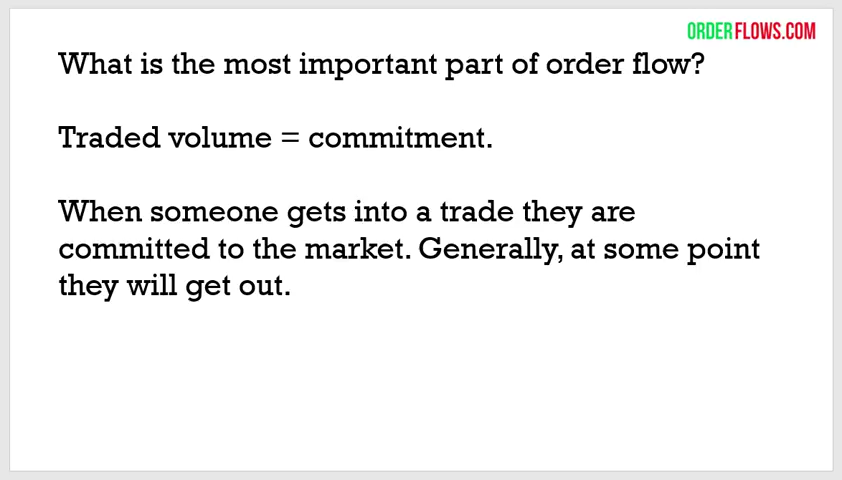 ORDERFLOWS.COM
What is the most important part of order flow?
Traded volume = commitment.
When someone gets into a trade they are
committed to the market. Generally, at some point
they will get out.